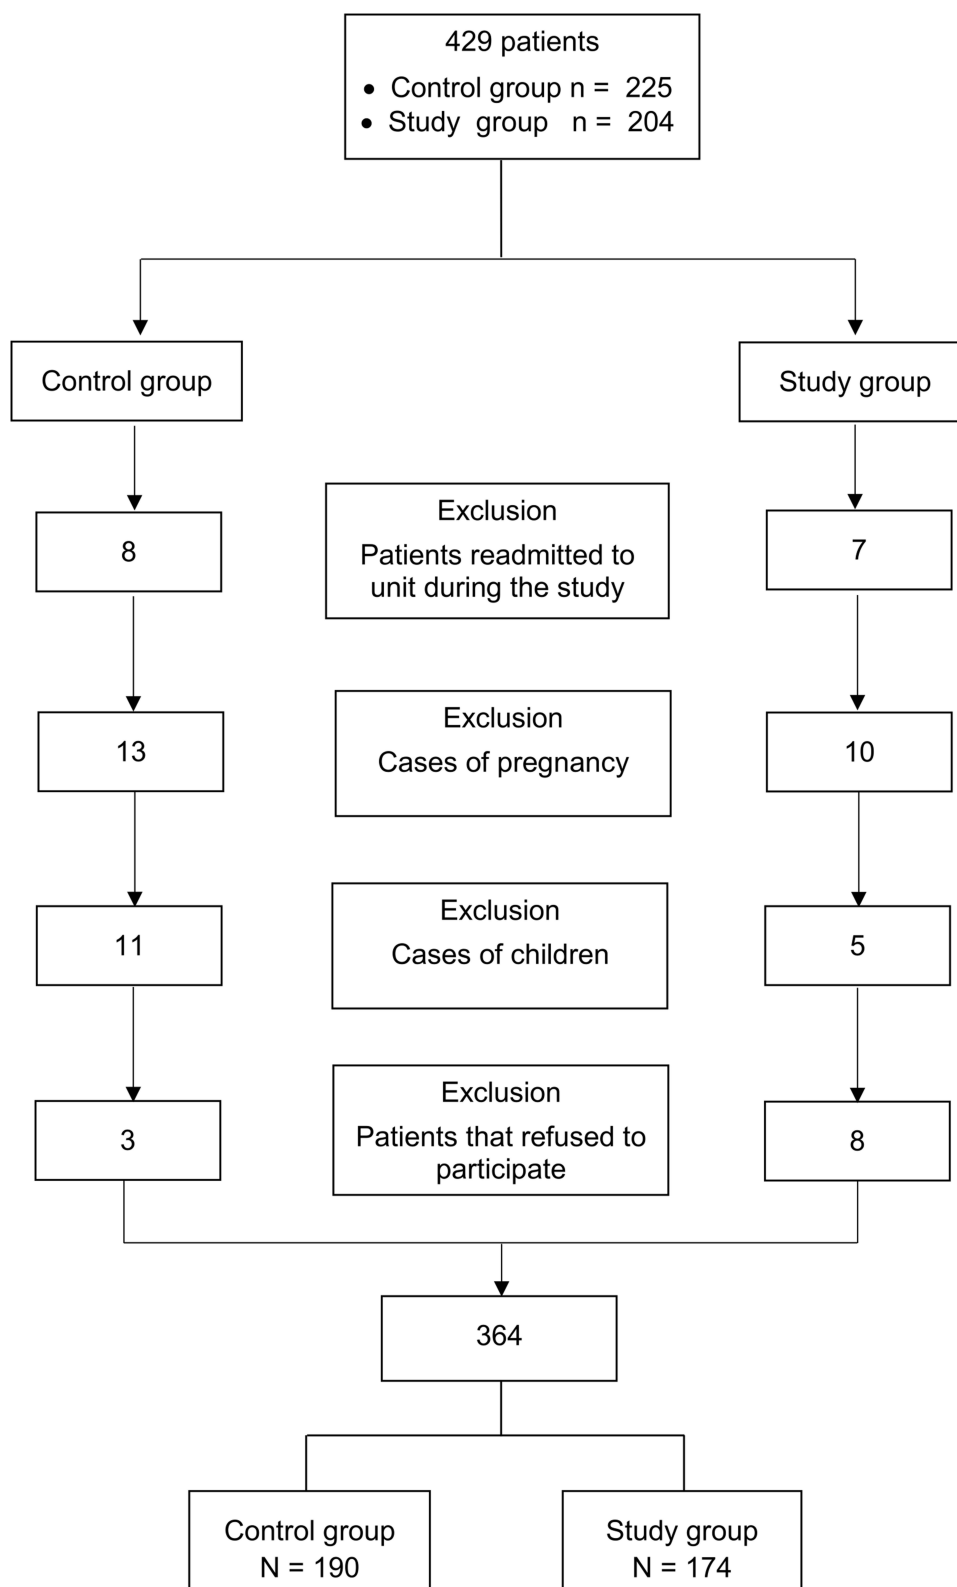 429 patients
• Control group n = 225
• Study group n = 204
Control group
Study group
8
Exclusion
Patients readmitted to
unit during the study
7
13
Exclusion
Cases of pregnancy
10
11
Exclusion
Cases of children
5
3
Exclusion
Patients that refused to
participate
8
364
Control group
N = 190
Study group
N = 174